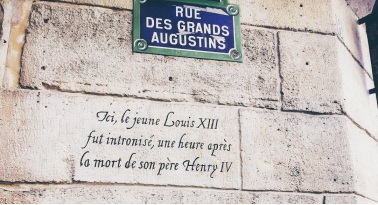 RUE
DES GRANDS
AUGUSTINS
Ici, le jeune Louis XIII
fut intronisé, une heure après
la mort de son père Henry IV